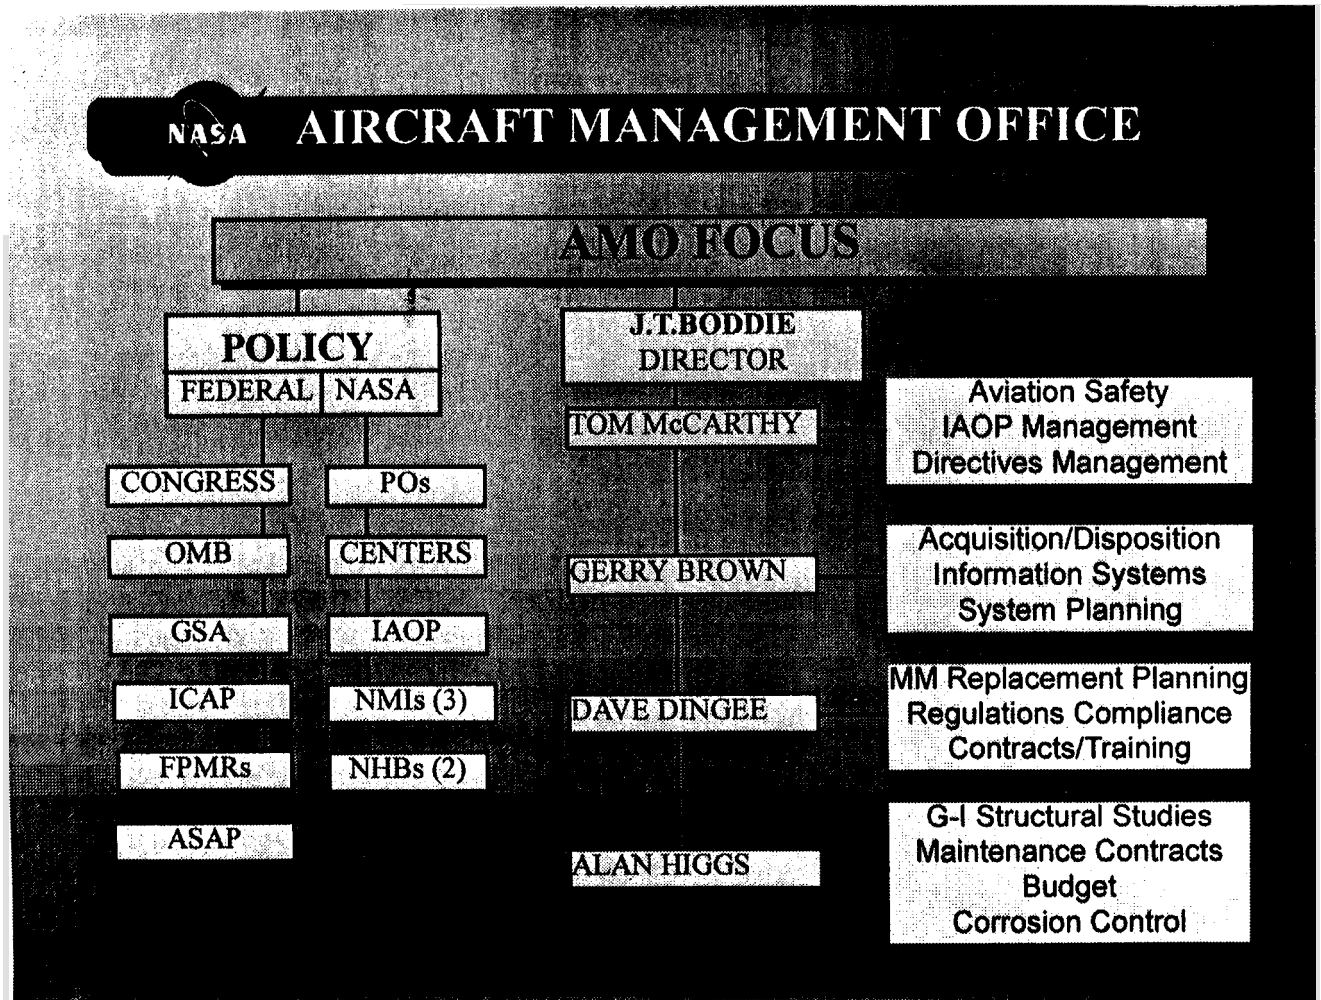 NASA AIRCRAFT MANAGEMENT OFFICE
AMO FOCUS
POLICY
FEDERAL NASA
CONGRESS
OMB
GSA
ICAP
FPMRs
ASAP
POs
CENTERS
IAOP
NMIs (3)
NHBs (2)
J.T.BODDIE
DIRECTOR
TOM McCARTHY
Aviation Safety
IAOP Management
Directives Management
GERRY BROWN
Acquisition/Disposition
Information Systems
System Planning
DAVE DINGEE
MM Replacement Planning
Regulations Compliance
Contracts/Training
ALAN HIGGS
G-I Structural Studies
Maintenance Contracts
Budget
Corrosion Control